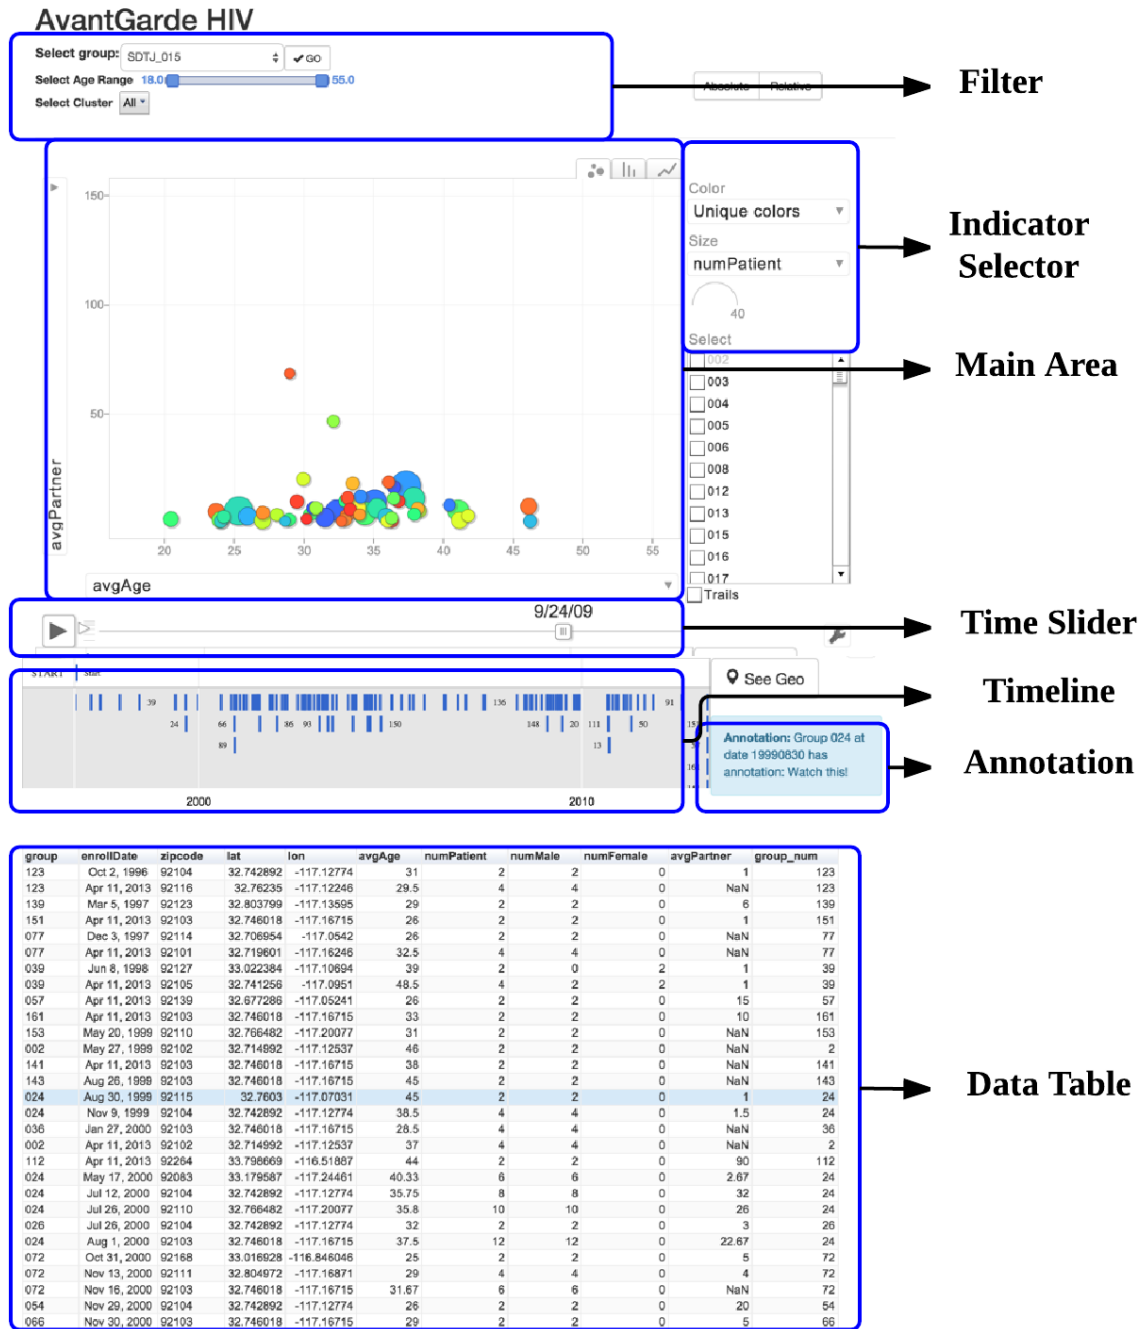 AvantGarde HIV
Select group: SDTJ_015 GO
Select Age Range 18.0 55.0
Select Cluster All
Absolute Relative
Filter
150
100
50
avgPartner
20 25 30 35 40 45 50 55
avgAge
Color
Unique colors
Size
numPatient
40
Select
002
003
004
005
006
008
012
013
015
016
017
Trails
Indicator
Selector
Main Area
9/24/09
Time Slider
START Start
39 136 91
24 66 86 93 150 148 20 111 50 151
89 13
16
2000 2010
See Geo
Timeline
Annotation: Group 024 at
date 19990830 has
annotation: Watch this!
Annotation
group enrollDate zipcode lat lon avgAge numPatient numMale numFemale avgPartner group_num
123 Oct 2, 1996 92104 32.742892 -117.12774 31 2 2 0 1 123
123 Apr 11, 2013 92116 32.76235 -117.12246 29.5 4 4 0 NaN 123
139 Mar 5, 1997 92123 32.803799 -117.13595 29 2 2 0 6 139
151 Apr 11, 2013 92103 32.746018 -117.16715 26 2 2 0 1 151
077 Dec 3, 1997 92114 32.706954 -117.0542 26 2 2 0 NaN 77
077 Apr 11, 2013 92101 32.719601 -117.16246 32.5 4 4 0 NaN 77
039 Jun 8, 1998 92127 33.022384 -117.10694 39 2 0 2 1 39
039 Apr 11, 2013 92105 32.741256 -117.0951 48.5 4 2 2 1 39
057 Apr 11, 2013 92139 32.677286 -117.05241 26 2 2 0 15 57
161 Apr 11, 2013 92103 32.746018 -117.16715 33 2 2 0 10 161
153 May 20, 1999 92110 32.766482 -117.20077 31 2 2 0 NaN 153
002 May 27, 1999 92102 32.714992 -117.12537 46 2 2 0 NaN 2
141 Apr 11, 2013 92103 32.746018 -117.16715 38 2 2 0 NaN 141
143 Aug 26, 1999 92103 32.746018 -117.16715 45 2 2 0 NaN 143
024 Aug 30, 1999 92115 32.7603 -117.07031 45 2 2 0 1 24
024 Nov 9, 1999 92104 32.742892 -117.12774 38.5 4 4 0 1.5 24
036 Jan 27, 2000 92103 32.746018 -117.16715 28.5 4 4 0 NaN 36
002 Apr 11, 2013 92102 32.714992 -117.12537 37 4 4 0 NaN 2
112 Apr 11, 2013 92264 33.798669 -116.51887 44 2 2 0 90 112
024 May 17, 2000 92083 33.179587 -117.24461 40.33 6 6 0 2.67 24
024 Jul 12, 2000 92104 32.742892 -117.12774 35.75 8 8 0 32 24
024 Jul 26, 2000 92110 32.766482 -117.20077 35.8 10 10 0 26 24
026 Jul 26, 2000 92104 32.742892 -117.12774 32 2 2 0 3 26
024 Aug 1, 2000 92103 32.746018 -117.16715 37.5 12 12 0 22.67 24
072 Oct 31, 2000 92168 33.016928 -116.846046 25 2 2 0 5 72
072 Nov 13, 2000 92111 32.804972 -117.16871 29 4 4 0 4 72
072 Nov 16, 2000 92103 32.746018 -117.16715 31.67 6 6 0 NaN 72
054 Nov 29, 2000 92104 32.742892 -117.12774 26 2 2 0 20 54
066 Nov 30, 2000 92103 32.746018 -117.16715 29 2 2 0 5 66
Data Table